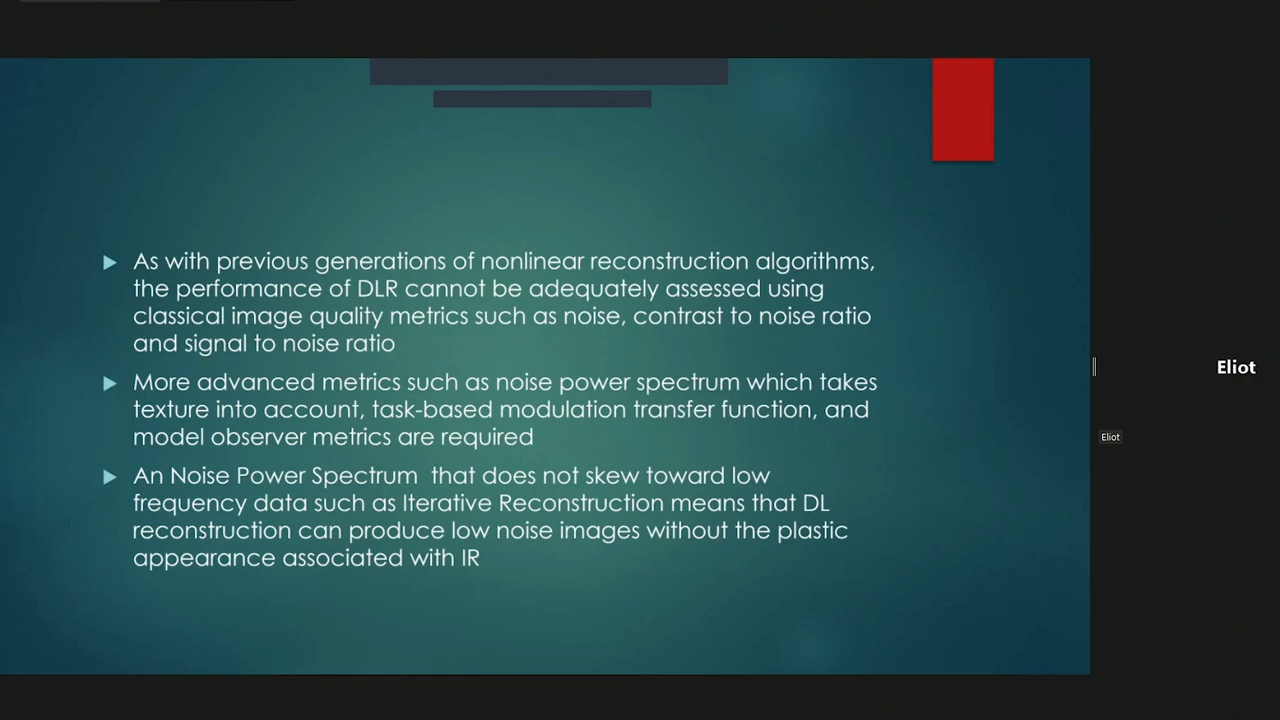 As with previous generations of nonlinear reconstruction algorithms,
the performance of DLR cannot be adequately assessed using
classical image quality metrics such as noise, contrast to noise ratio
and signal to noise ratio
More advanced metrics such as noise power spectrum which takes
texture into account, task-based modulation transfer function, and
model observer metrics are required
An Noise Power Spectrum  that does not skew toward low
frequency data such as Iterative Reconstruction means that DL
reconstruction can produce low noise images without the plastic
appearance associated with IR
Eliot
Eliot